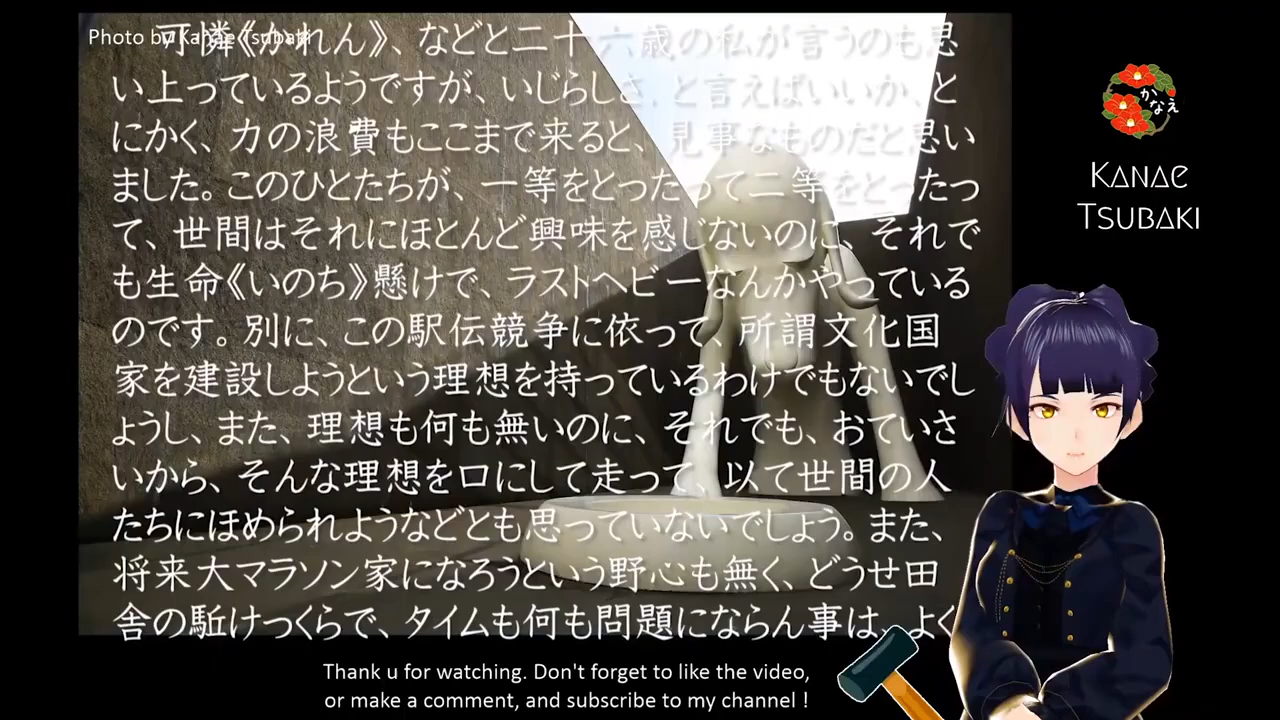 Photo by Kanae Tsubaki
可憐《かれん》、などと二十六歳の私が言うのも思
い上っているようですが、いじらしさ、と言えばいいか、と
にかく、力の浪費もここまで来ると、見事なものだと思い
ました。このひとたちが、一等をとったって二等をとったっ
て、世間はそれにほとんど興味を感じないのに、それで
も生命《いのち》懸けで、ラストヘビーなんかやっている
のです。別に、この駅伝競争に依って、所謂文化国
家を建設しようという理想を持っているわけでもないでし
ょうし、また、理想も何も無いのに、それでも、おていさ
いから、そんな理想を口にして走って、以て世間の人
たちにほめられようなどとも思っていないでしょう。また、
将来大マラソン家になろうという野心も無く、どうせ田
舎の駈けつくらで、タイムも何も問題にならん事は、よく
かなえ
KANAE
TSUBAKI
Thank u for watching. Don't forget to like the video,
or make a comment, and subscribe to my channel !